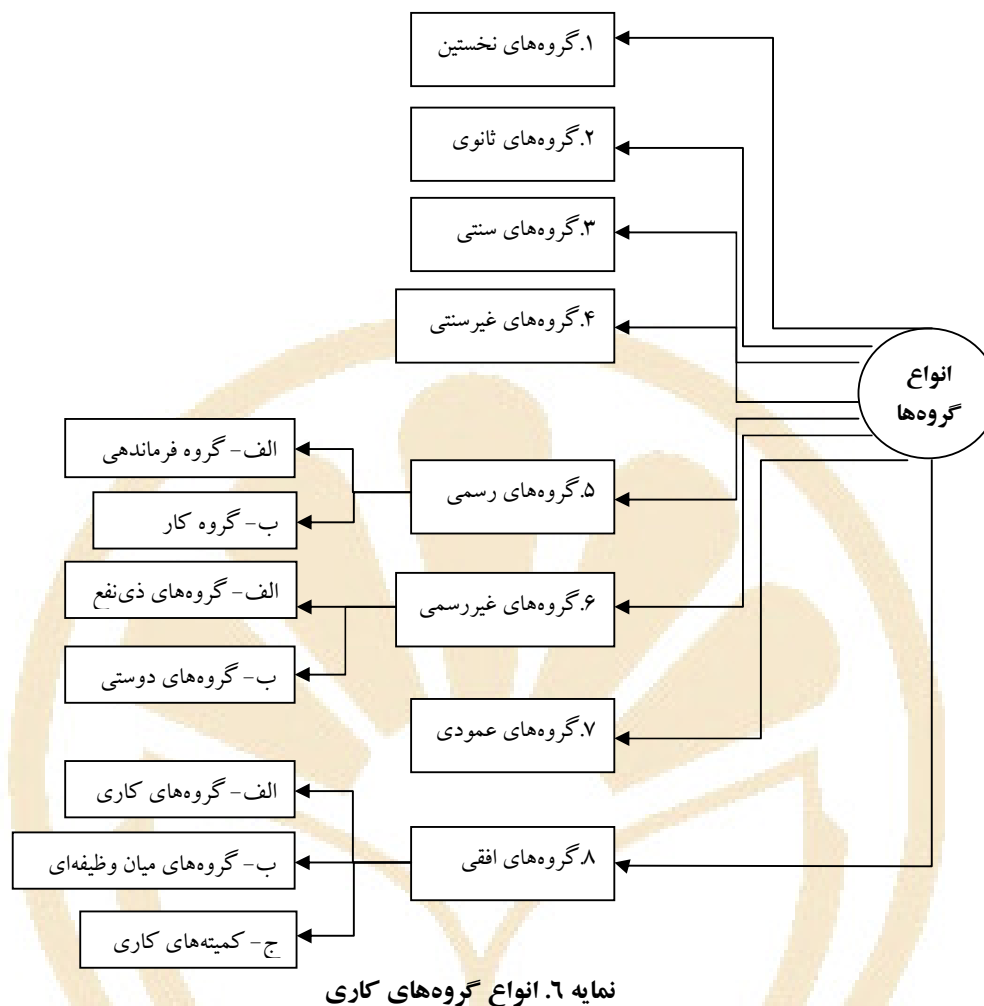 ۱.گروه‌های نخستین
۲.گروه‌های ثانوی
۳.گروه‌های سنتی
۴.گروه‌های غیرسنتی
انواع
گروه‌ها
۵.گروه‌های رسمی
الف- گروه فرماندهی
ب- گروه کار
۶.گروه‌های غیررسمی
الف- گروه‌های ذی‌نفع
ب- گروه‌های دوستی
۷.گروه‌های عمودی
۸.گروه‌های افقی
الف- گروه‌های کاری
ب- گروه‌های میان وظیفه‌ای
ج- کمیته‌های کاری
نمایه ٦. انواع گروه‌های کاری